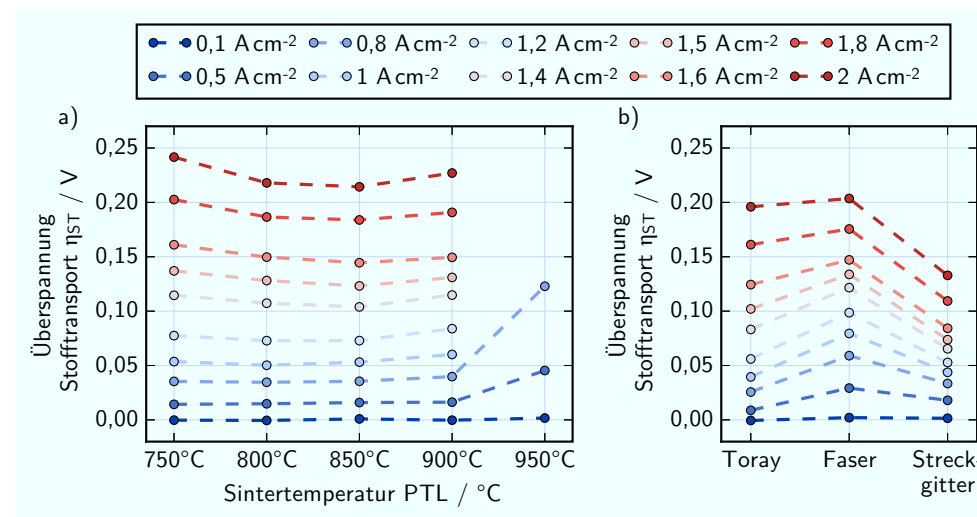 0,1 A cm-2 0,8 A cm-2 1,2 A cm-2 1,5 A cm-2 1,8 A cm-2
0,5 A cm-2 1 A cm-2 1,4 A cm-2 1,6 A cm-2 2 A cm-2
a)
Überspannung
Stofftransport ηST / V
0,25
0,20
0,15
0,10
0,05
0,00
750°C 800°C 850°C 900°C 950°C
Sintertemperatur PTL / °C
b)
Überspannung
Stofftransport ηST / V
0,25
0,20
0,15
0,10
0,05
0,00
Toray Faser Streck-
gitter